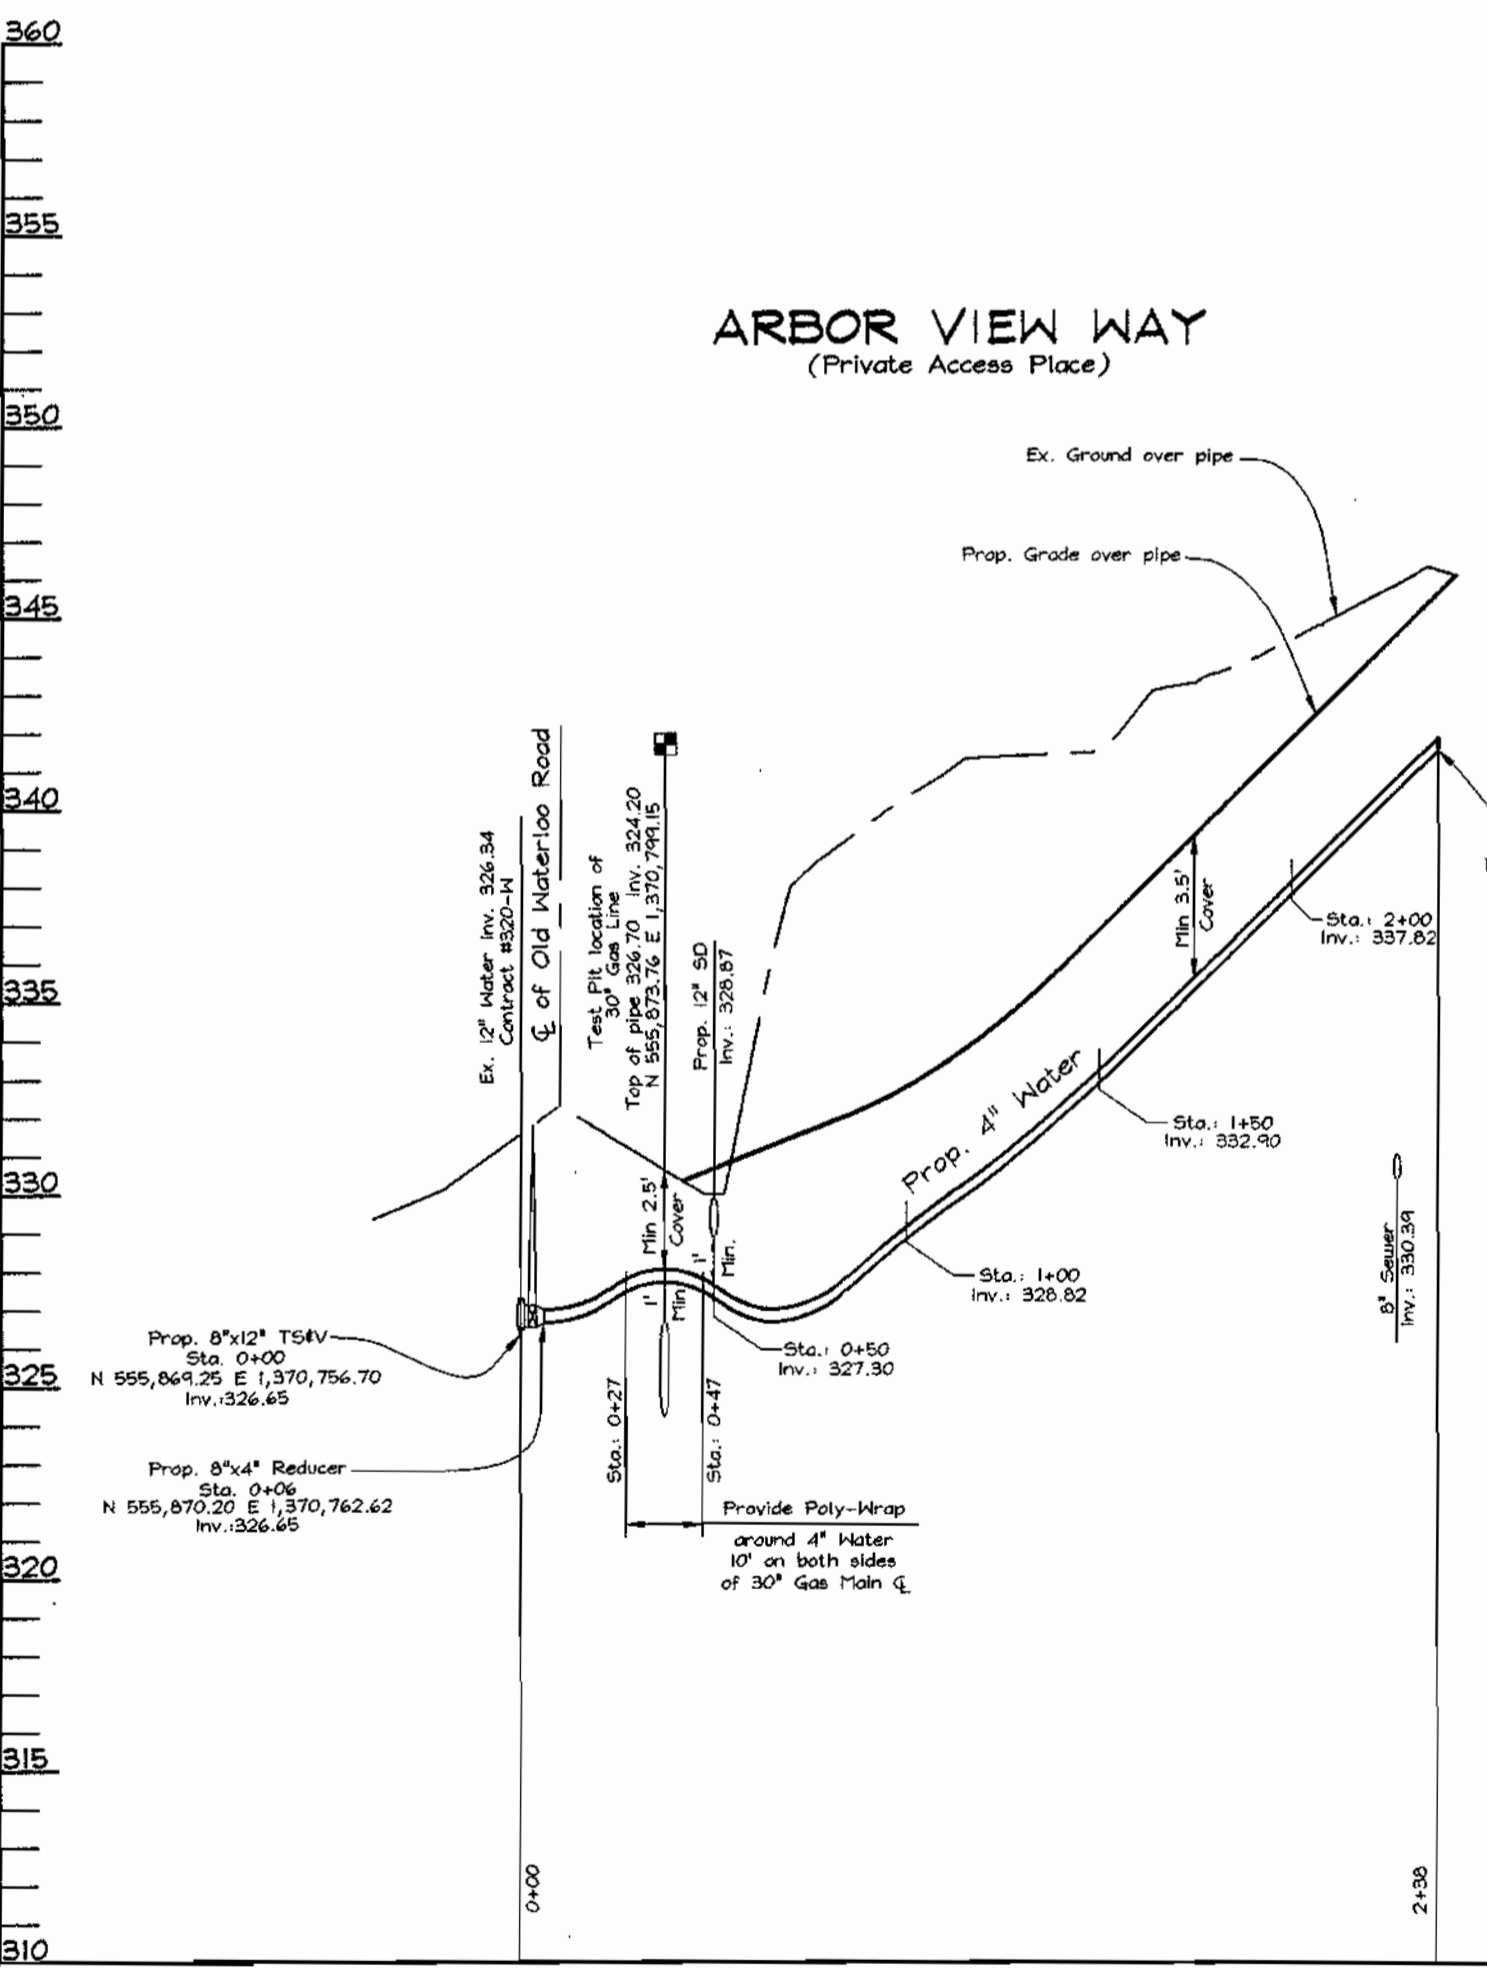 360
355
350
345
340
335
330
325
320
315
310
ARBOR VIEW WAY
(Private Access Place)
Ex. Ground over pipe
Prop. Grade over pipe
Ex. 12" Water Inv. 326.34
Contract #320-W
℄ of Old Waterloo Road
Test Pit location of
30" Gas Line
Top of pipe 326.70 Inv. 324.20
N 555,873.76 E 1,370,799.15
Prop. 12" SD
Inv.: 328.87
Min 3.5'
Cover
Sta.: 2+00
Inv.: 337.82
Prop. 4" Water
Sta.: 1+50
Inv.: 332.90
Min 2.5'
Cover
1'
Min.
1'
Min
Sta.: 1+00
Inv.: 328.82
8" Sewer
Inv.: 330.39
Prop. 8"x12" TS&V
Sta. 0+00
N 555,869.25 E 1,370,756.70
Inv.:326.65
Sta.: 0+50
Inv.: 327.30
Sta.: 0+27
Sta.: 0+47
Prop. 8"x4" Reducer
Sta. 0+06
N 555,870.20 E 1,370,762.62
Inv.:326.65
Provide Poly-Wrap
around 4" Water
10' on both sides
of 30" Gas Main ℄
0+00
2+38